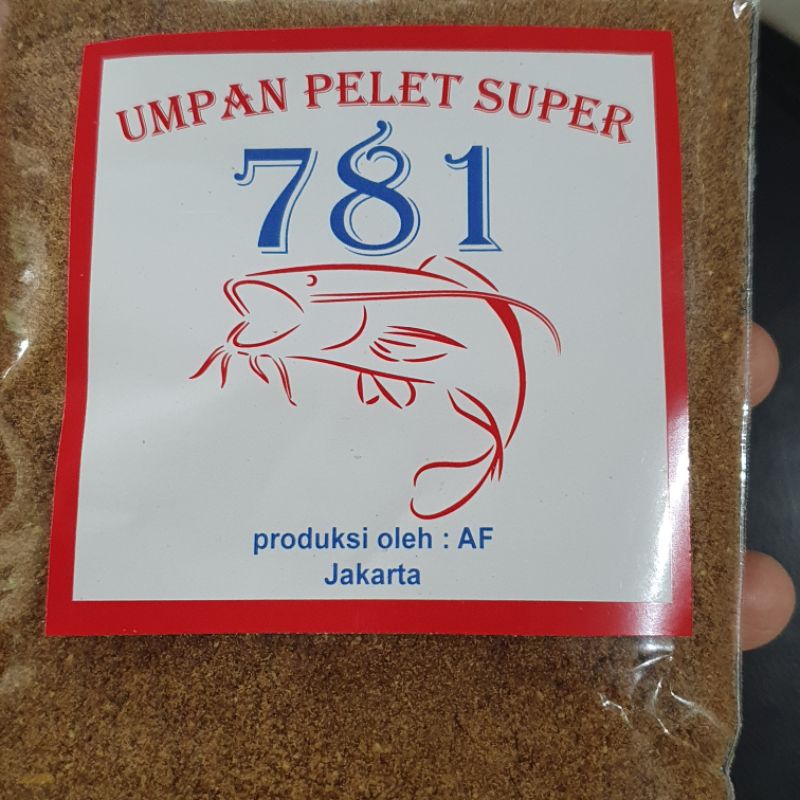 UMPAN PELET SUPER
781
produksi oleh : AF
Jakarta